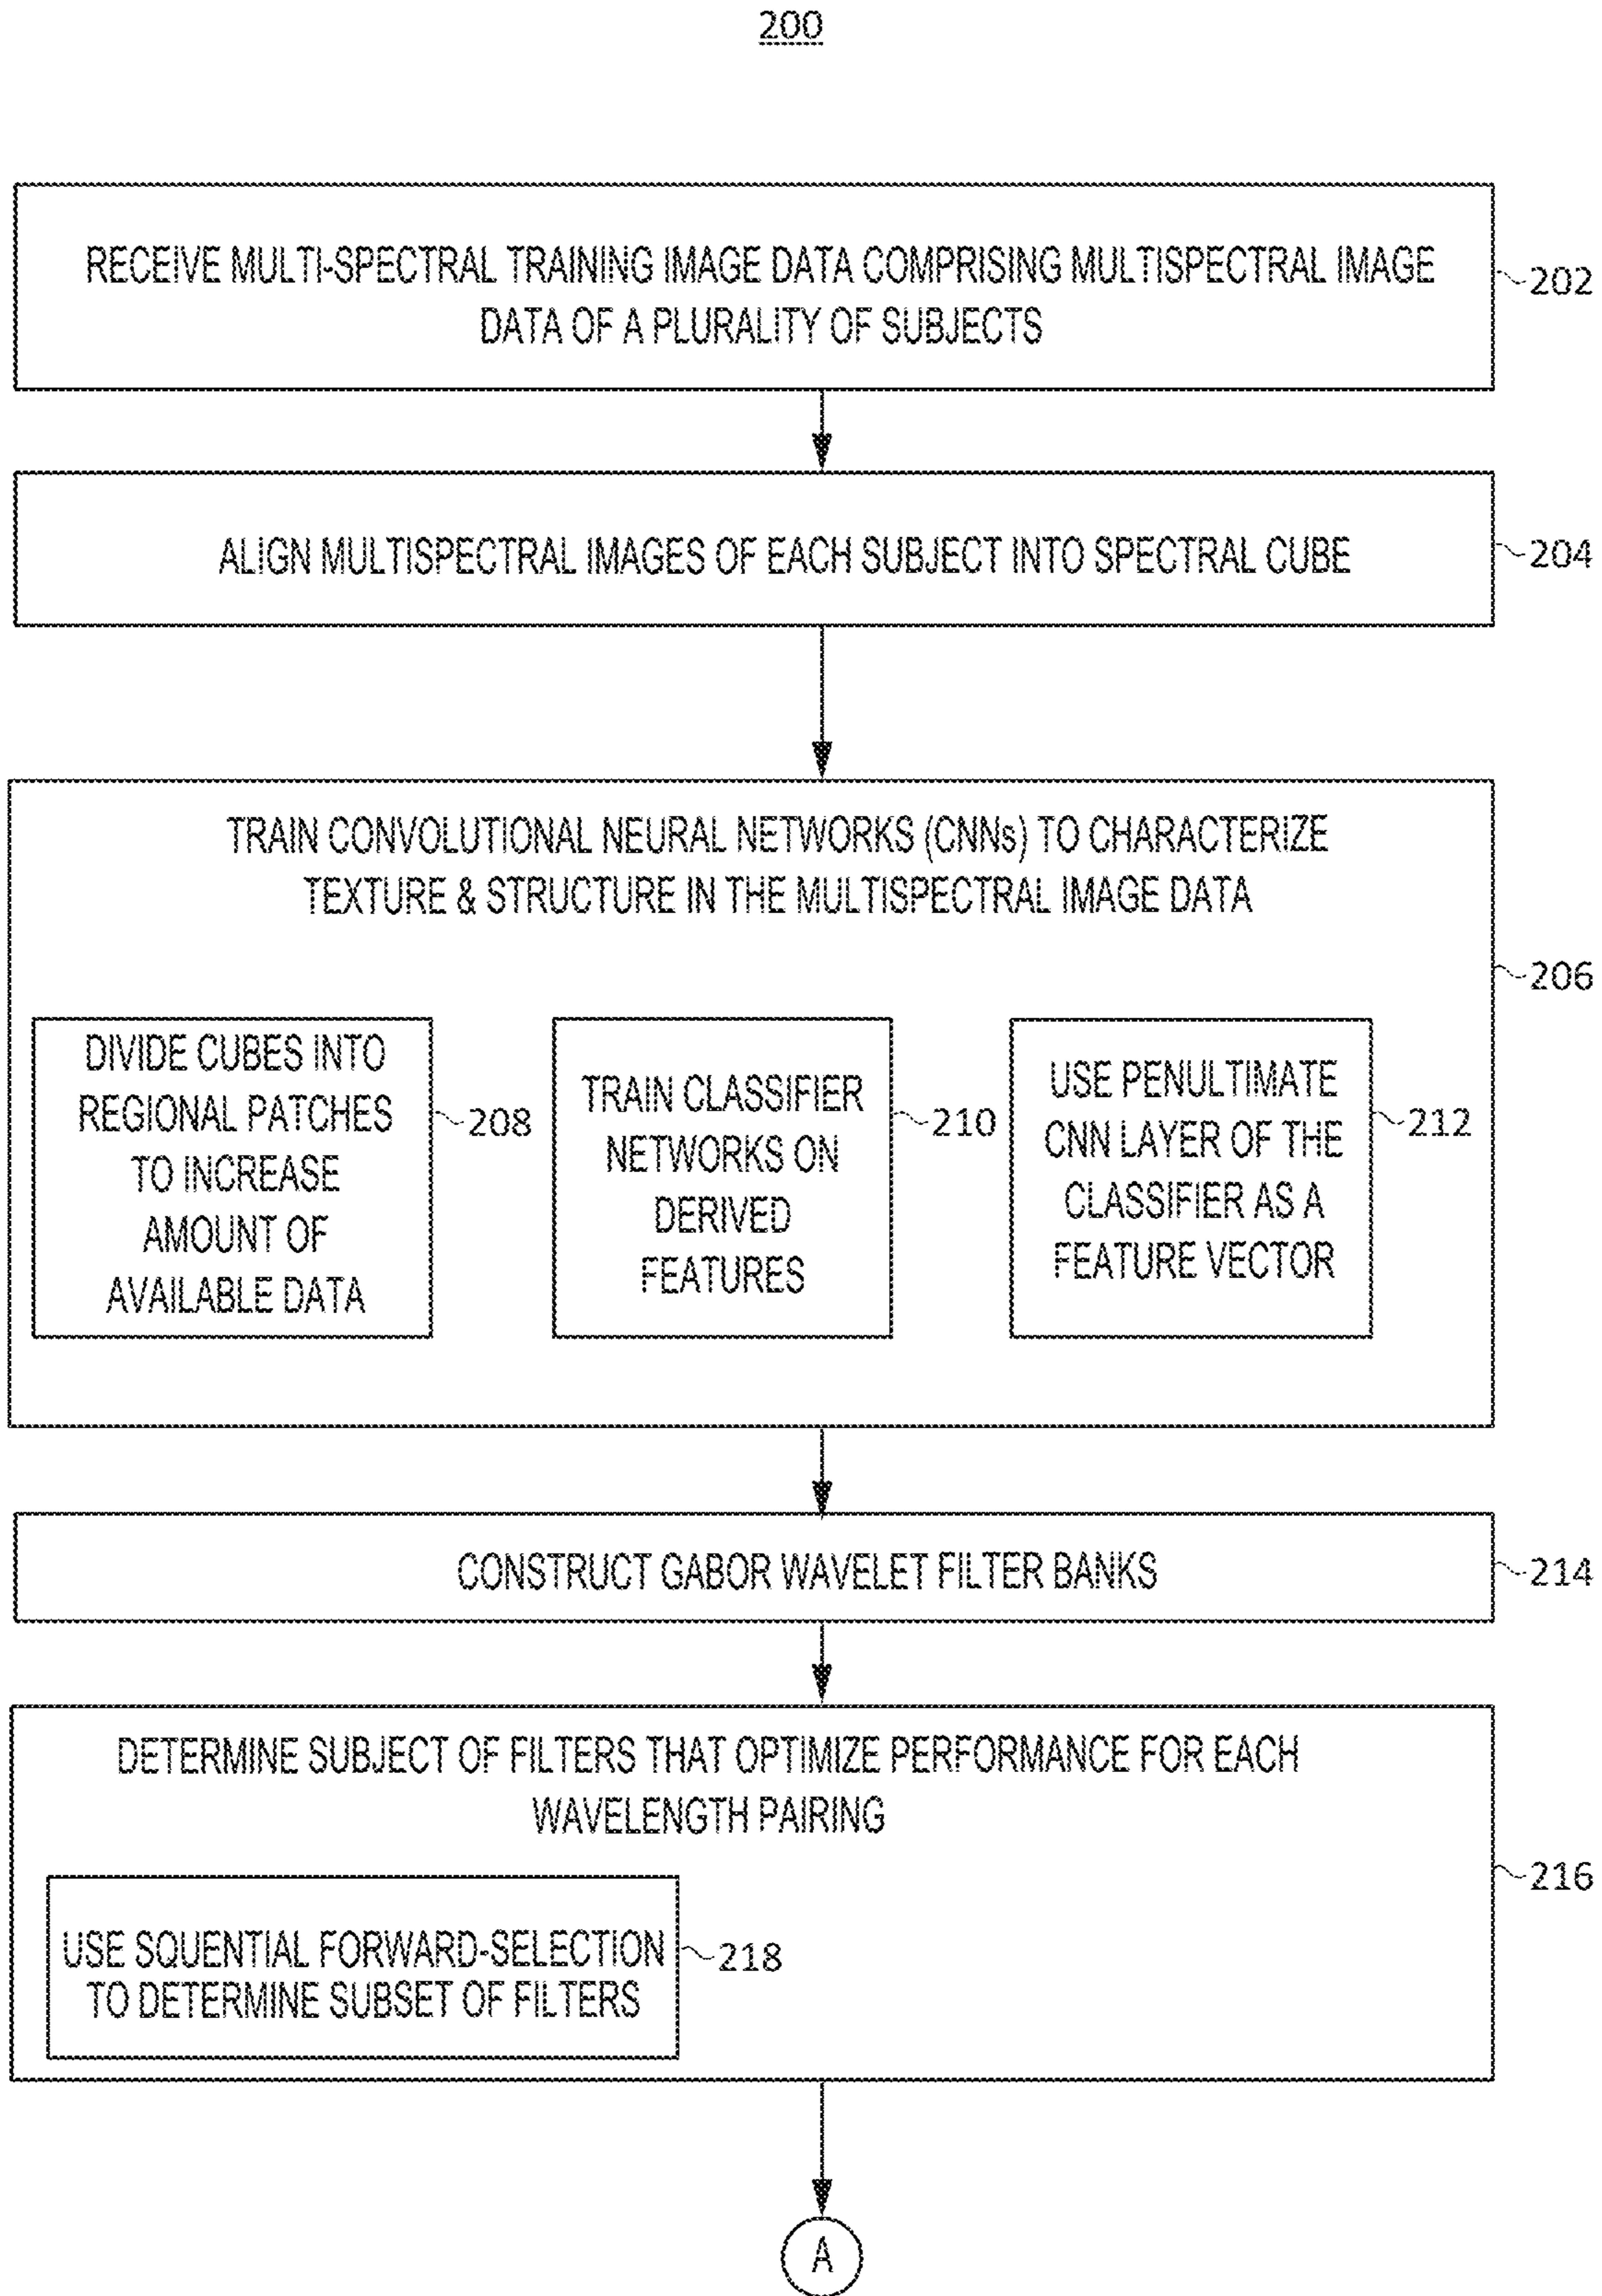 200
RECEIVE MULTI-SPECTRAL TRAINING IMAGE DATA COMPRISING MULTISPECTRAL IMAGE
DATA OF A PLURALITY OF SUBJECTS
202
ALIGN MULTISPECTRAL IMAGES OF EACH SUBJECT INTO SPECTRAL CUBE
204
TRAIN CONVOLUTIONAL NEURAL NETWORKS (CNNs) TO CHARACTERIZE
TEXTURE & STRUCTURE IN THE MULTISPECTRAL IMAGE DATA
206
DIVIDE CUBES INTO
REGIONAL PATCHES
TO INCREASE
AMOUNT OF
AVAILABLE DATA
208
TRAIN CLASSIFIER
NETWORKS ON
DERIVED
FEATURES
210
USE PENULTIMATE
CNN LAYER OF THE
CLASSIFIER AS A
FEATURE VECTOR
212
CONSTRUCT GABOR WAVELET FILTER BANKS
214
DETERMINE SUBJECT OF FILTERS THAT OPTIMIZE PERFORMANCE FOR EACH
WAVELENGTH PAIRING
216
USE SQUENTIAL FORWARD-SELECTION
TO DETERMINE SUBSET OF FILTERS
218
A